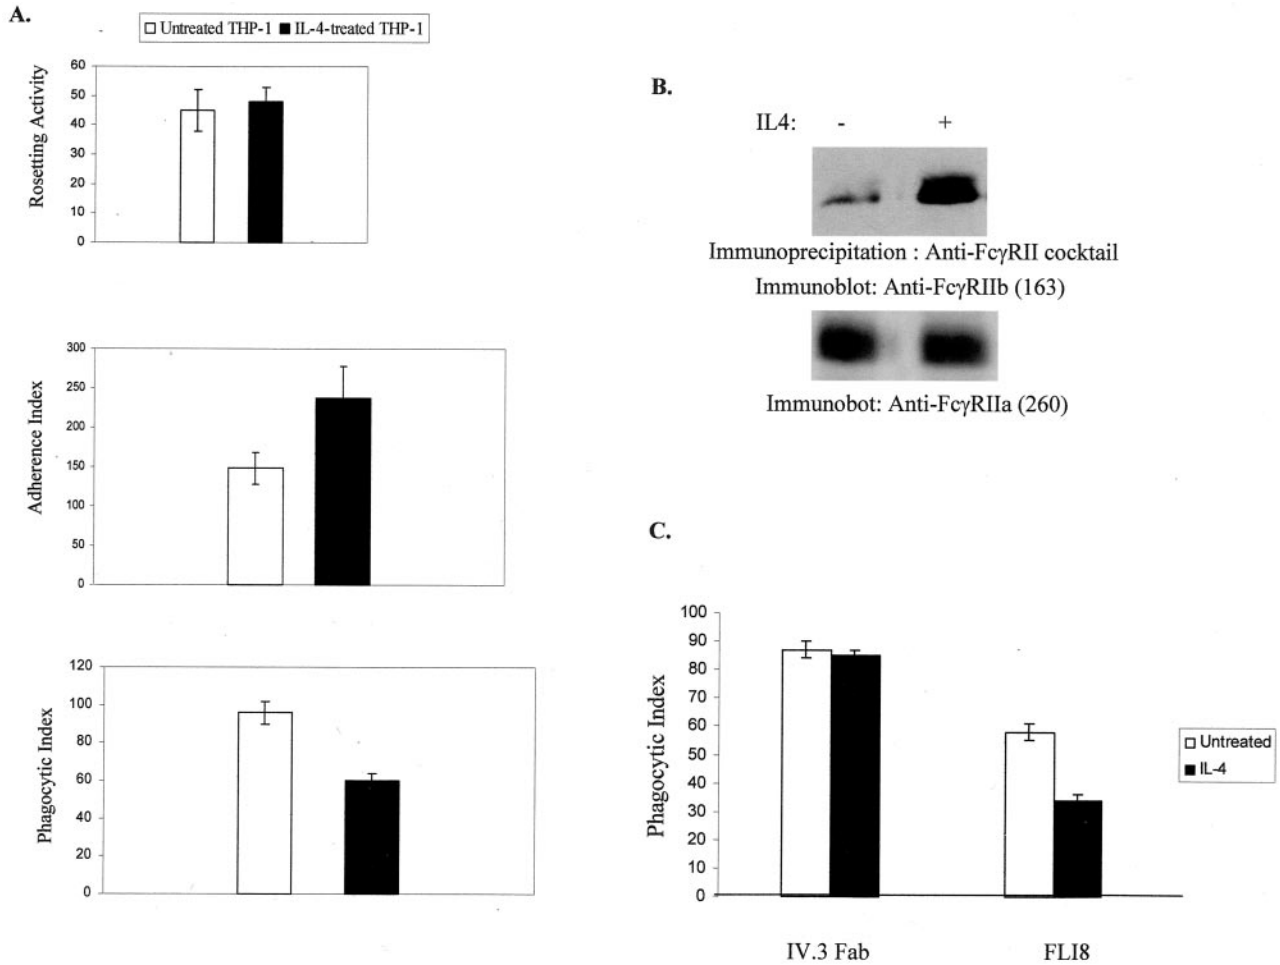 A.
Untreated THP-1 IL-4-treated THP-1
Rosetting Activity
60
50
40
30
20
10
0
Adherence Index
300
250
200
150
100
50
0
Phagocytic Index
120
100
80
60
40
20
0
B.
IL4: - +
Immunoprecipitation : Anti-FcγRII cocktail
Immunoblot: Anti-FcγRIIb (163)
Immunobot: Anti-FcγRIIa (260)
C.
Phagocytic Index
100
90
80
70
60
50
40
30
20
10
0
IV.3 Fab FLI8
Untreated
IL-4